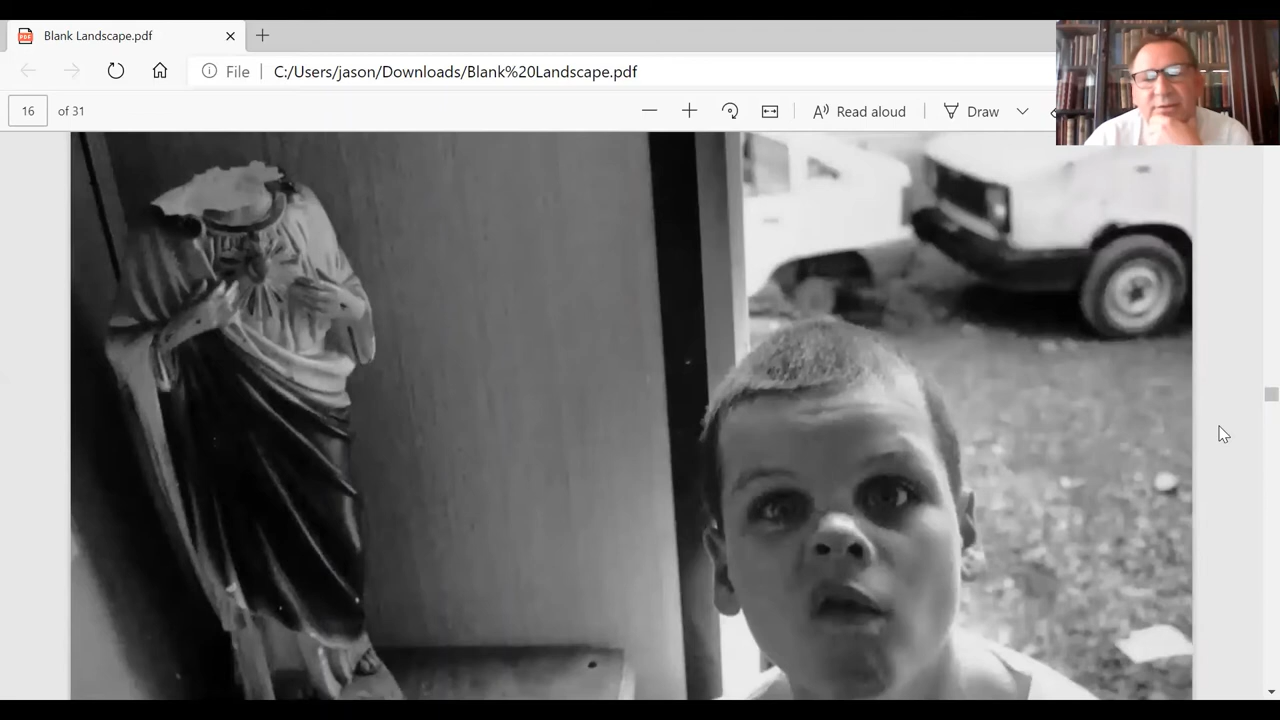 Blank Landscape.pdf
File
C:/Users/jason/Downloads/Blank%20Landscape.pdf
16 of 31
Read aloud
Draw